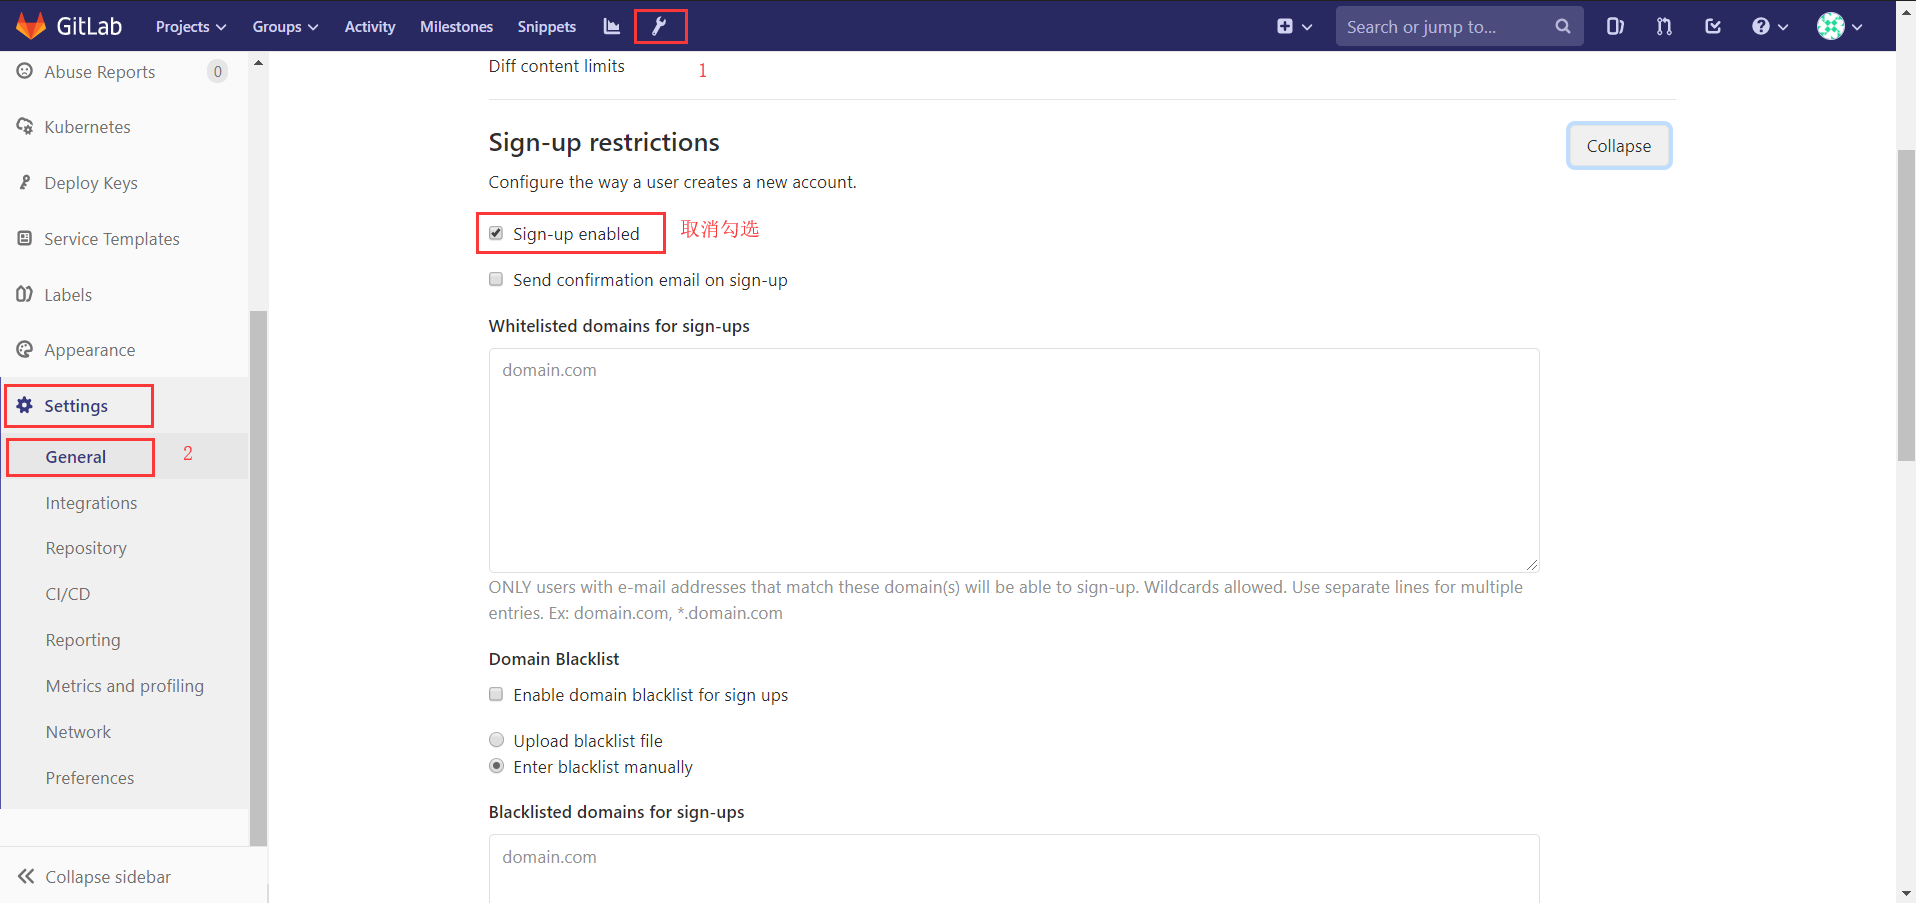 GitLab Projects Groups Activity Milestones Snippets Search or jump to...
Abuse Reports 0
Kubernetes
Deploy Keys
Service Templates
Labels
Appearance
Settings
General 2
Integrations
Repository
CI/CD
Reporting
Metrics and profiling
Network
Preferences
Collapse sidebar
Diff content limits 1
Sign-up restrictions
Collapse
Configure the way a user creates a new account.
Sign-up enabled 取消勾选
Send confirmation email on sign-up
Whitelisted domains for sign-ups
domain.com
ONLY users with e-mail addresses that match these domain(s) will be able to sign-up. Wildcards allowed. Use separate lines for multiple
entries. Ex: domain.com, *.domain.com
Domain Blacklist
Enable domain blacklist for sign ups
Upload blacklist file
Enter blacklist manually
Blacklisted domains for sign-ups
domain.com